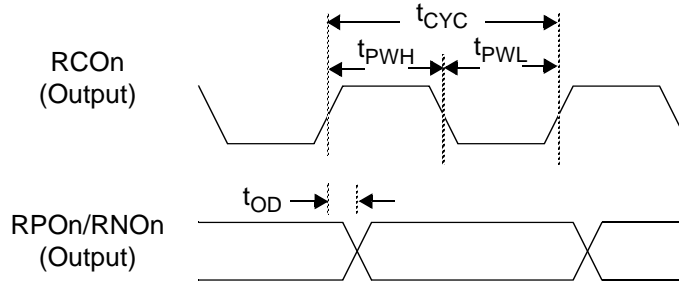 tCYC
tPWH
tPWL
RCOn
(Output)
tOD
RPOn/RNOn
(Output)